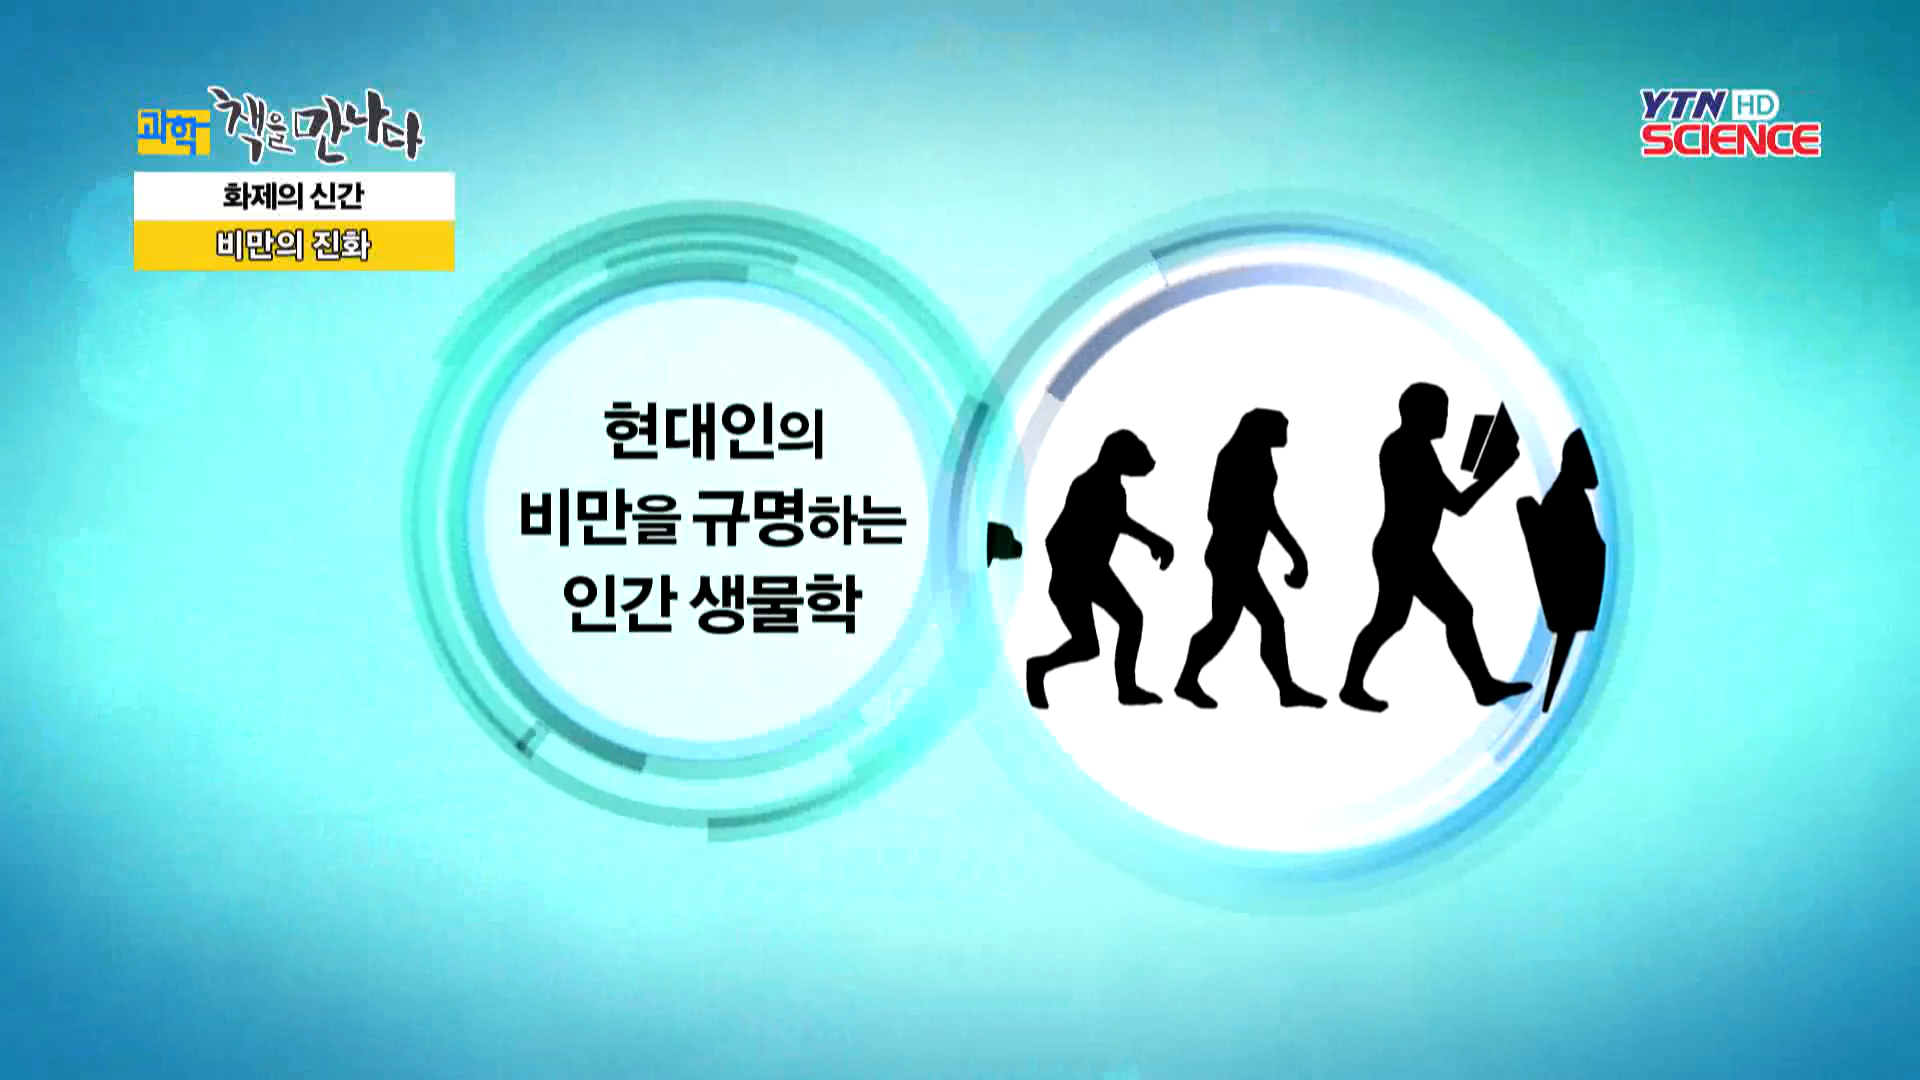 과학 책을 만나다
화제의 신간
비만의 진화
YTN HD
SCIENCE
현대인의
비만을 규명하는
인간 생물학